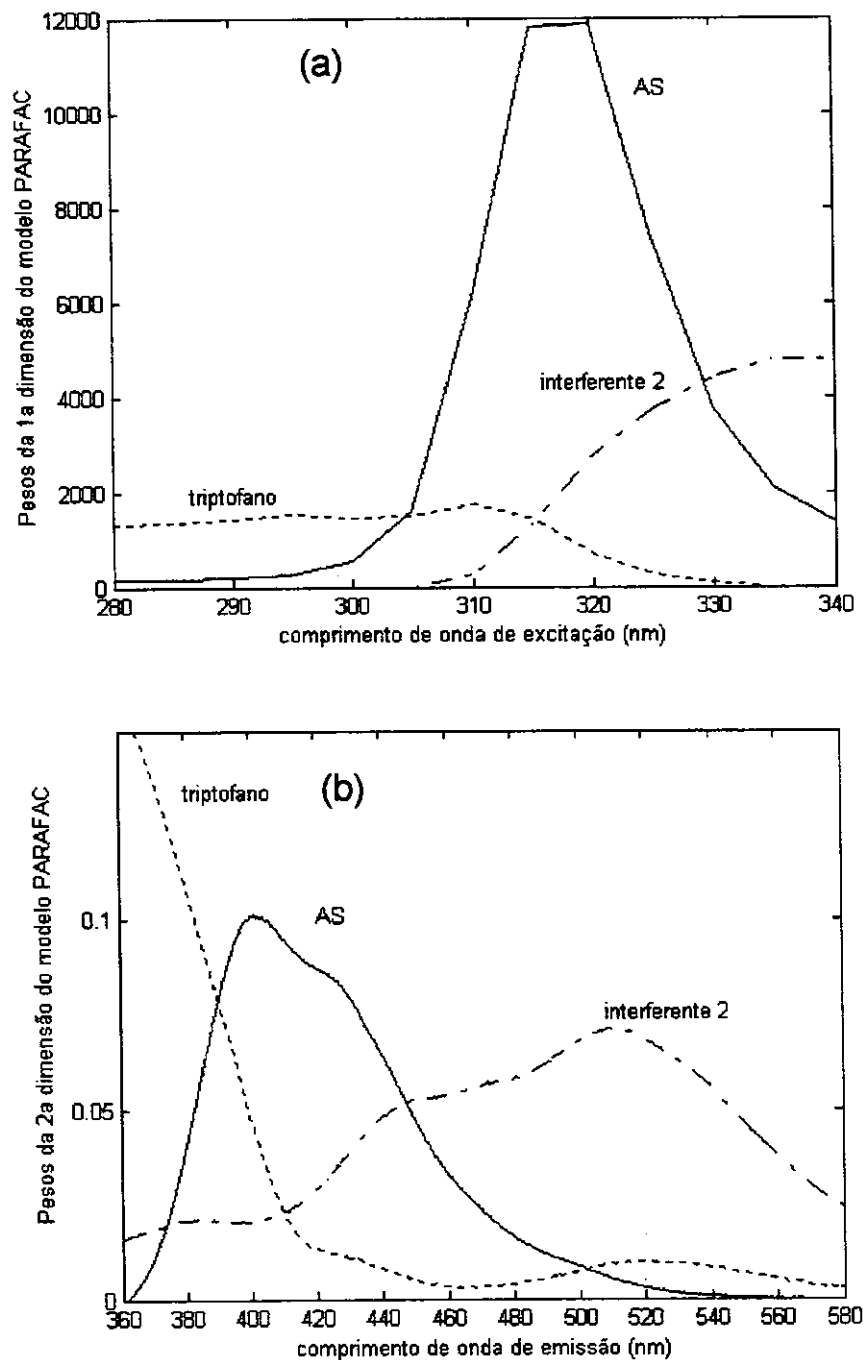 12000
(a)
AS
10000
8000
6000
interferente 2
4000
triptofano
2000
0
Pesos da 1a dimensão do modelo PARAFAC
280 290 300 310 320 330 340
comprimento de onda de excitação (nm)
triptofano
(b)
AS
0.1
interferente 2
0.05
0
Pesos da 2a dimensão do modelo PARAFAC
360 380 400 420 440 460 480 500 520 540 560 580
comprimento de onda de emissão (nm)